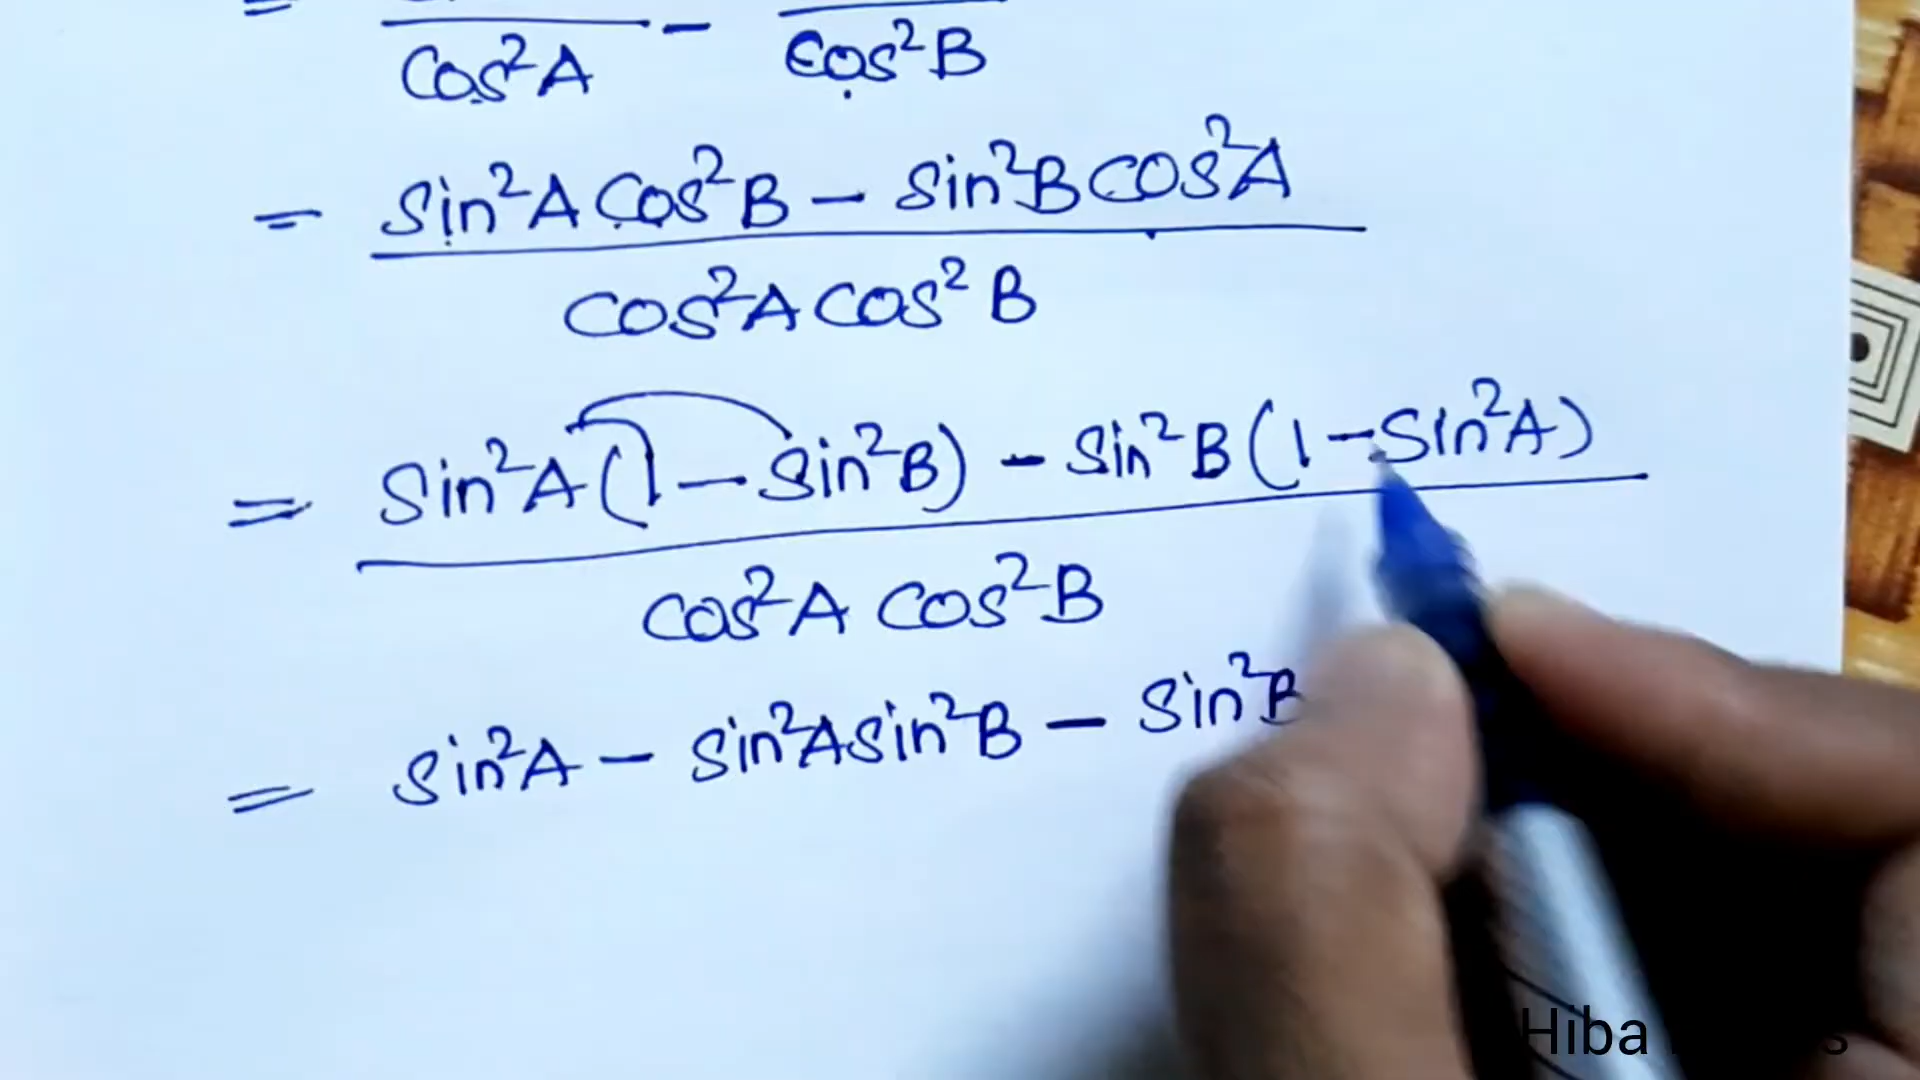 = ─ 
cos²A - cos²B
= sin²A cos²B - sin²B cos²A
cos²A cos²B
= sin²A (1 - sin²B) - sin²B (1 - sin²A)
cos²A cos²B
= sin²A - sin²A sin²B - sin²B
Hiba